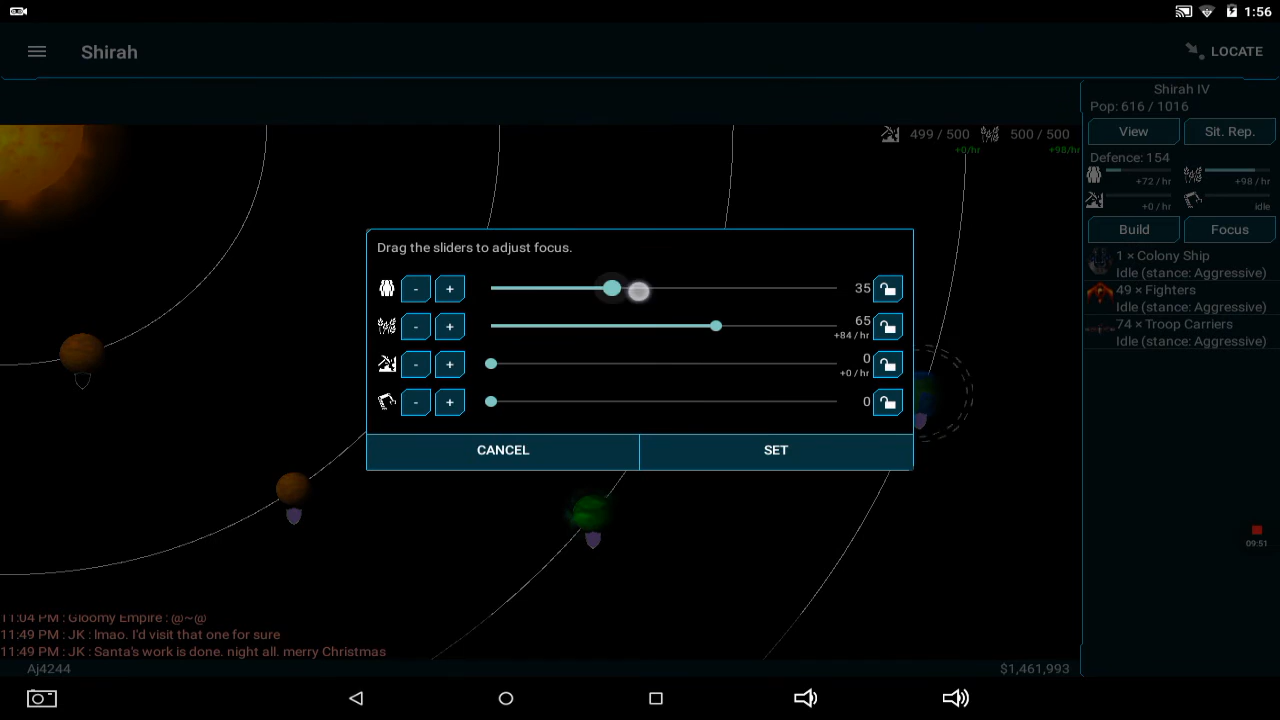 1:56
Shirah
LOCATE
Shirah IV
Pop: 616 / 1016
499 / 500
500 / 500
+0/hr
+98/hr
View
Sit. Rep.
Defence: 154
+72 / hr
+98 / hr
+0 / hr
idle
Build
Focus
1 × Colony Ship
Idle (stance: Aggressive)
49 × Fighters
Idle (stance: Aggressive)
74 × Troop Carriers
Idle (stance: Aggressive)
Drag the sliders to adjust focus.
- + 35
- + 65
+84 / hr
- + 0
+0 / hr
- + 0
CANCEL
SET
09:51
11:04 PM : Gloomy Empire : @~@
11:49 PM : JK : lmao. I'd visit that one for sure
11:49 PM : JK : Santa's work is done. night all. merry Christmas
Aj4244
$1,461,993